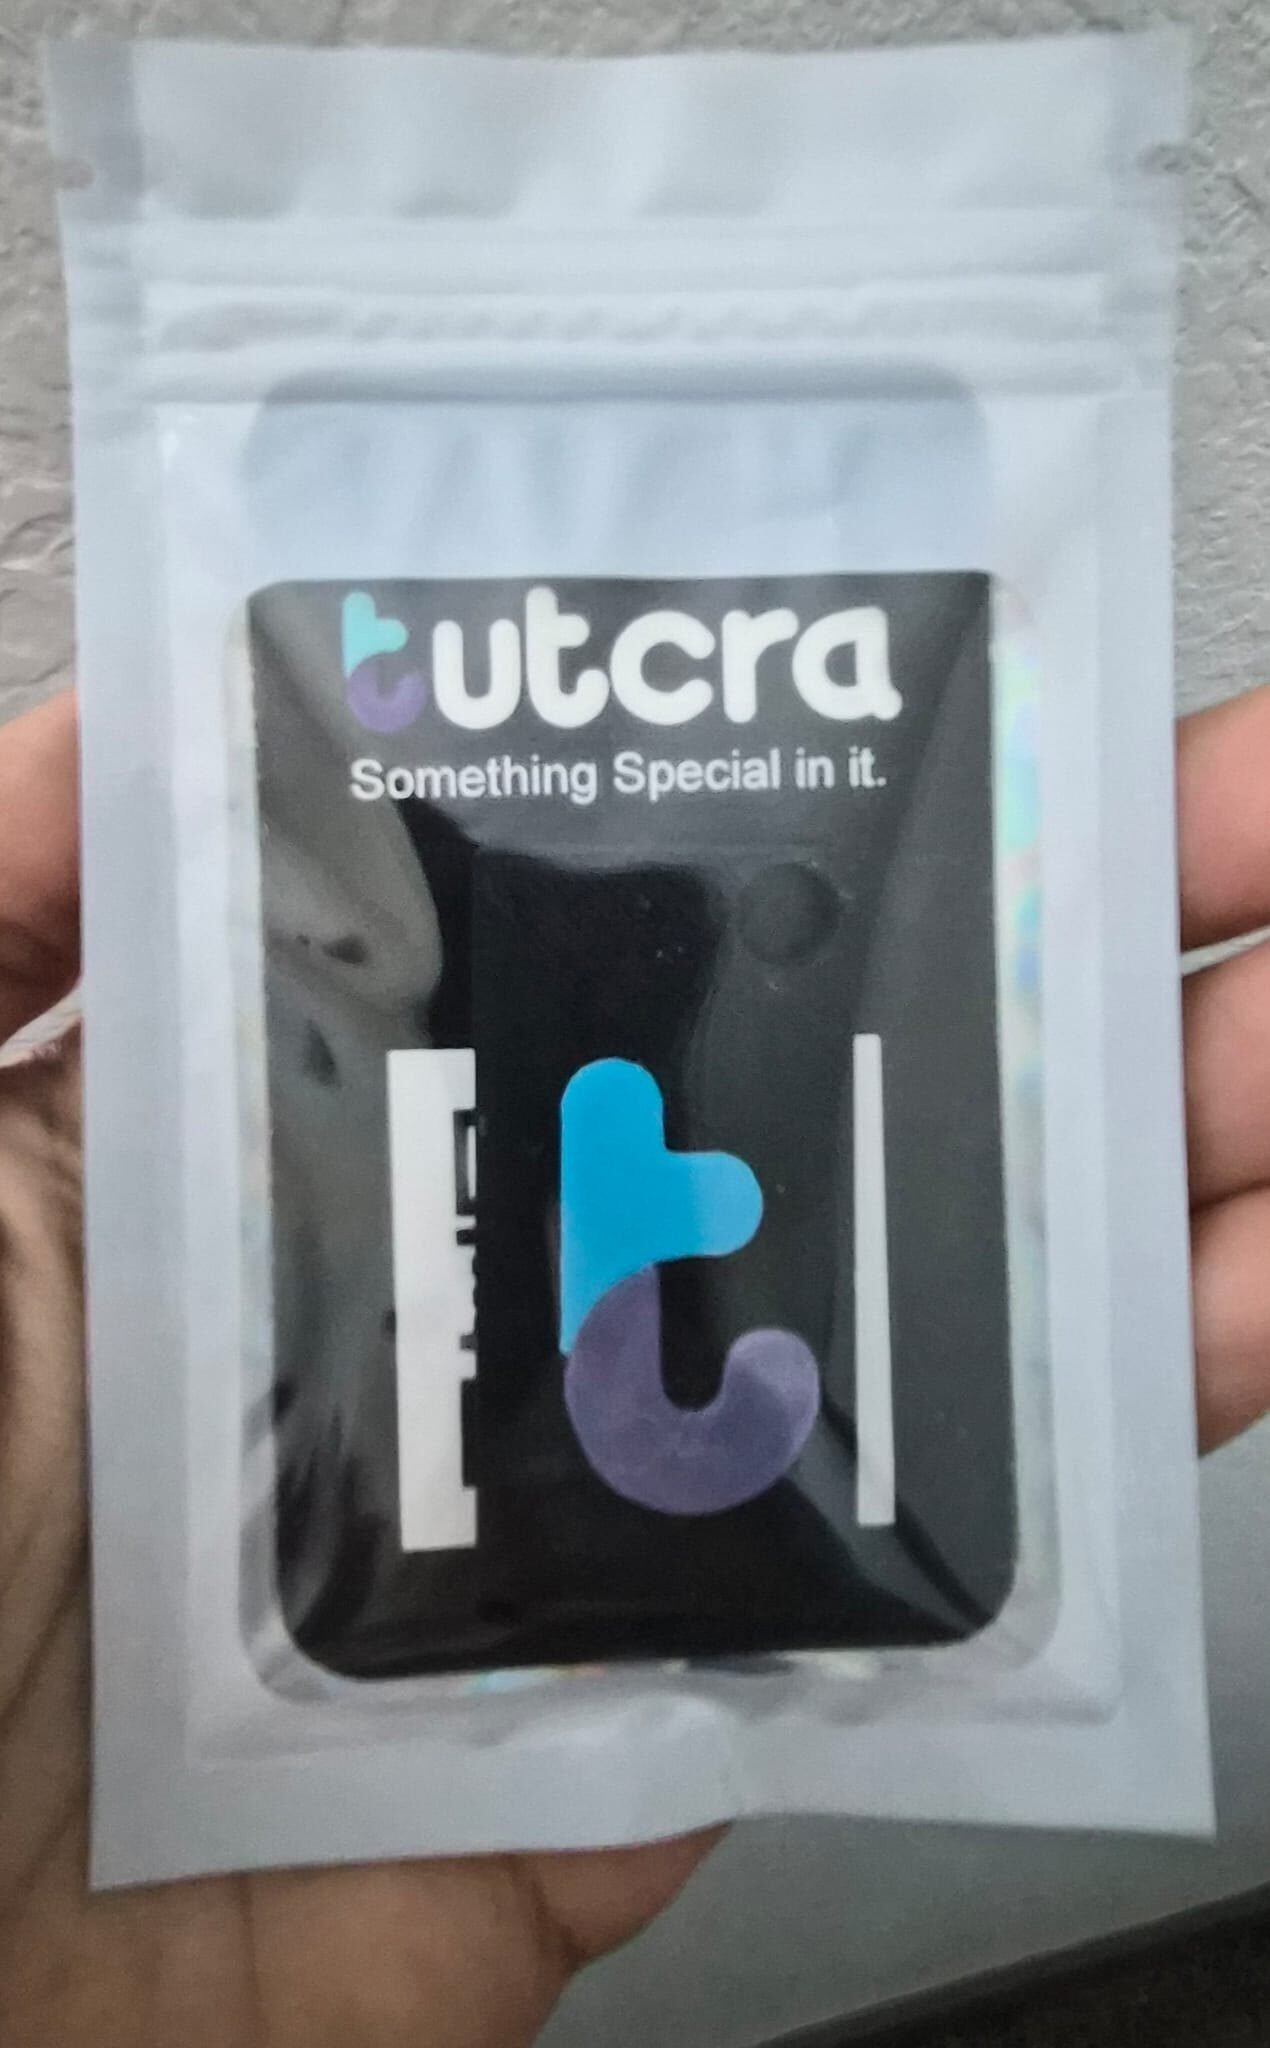 tutcra
Something Special in it.
t